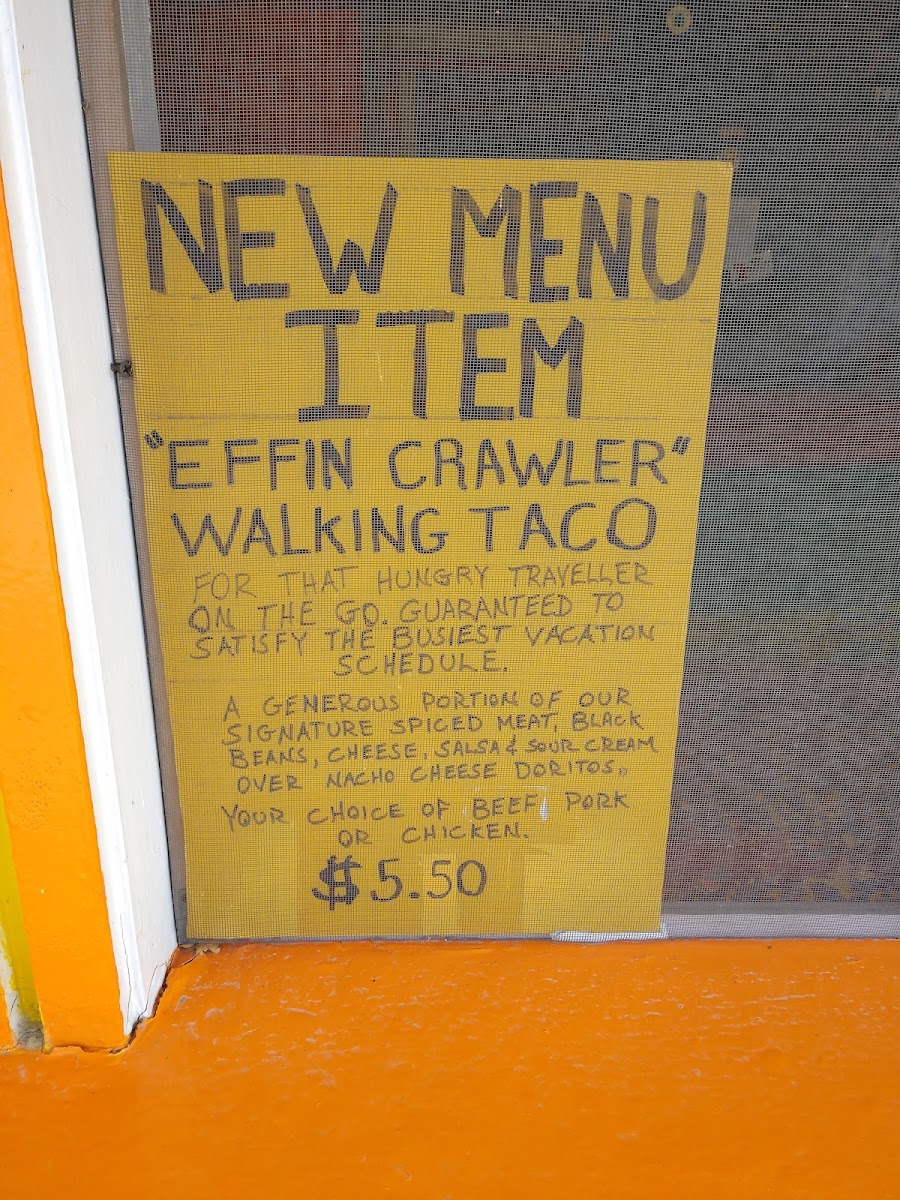 NEW MENU
ITEM
"EFFIN CRAWLER"
WALKING TACO
FOR THAT HUNGRY TRAVELLER
ON THE GO. GUARANTEED TO
SATISFY THE BUSIEST VACATION
SCHEDULE.
A GENEROUS PORTION OF OUR
SIGNATURE SPICED MEAT, BLACK
BEANS, CHEESE, SALSA & SOUR CREAM
OVER NACHO CHEESE DORITOS.
YOUR CHOICE OF BEEF, PORK
OR CHICKEN.
$5.50